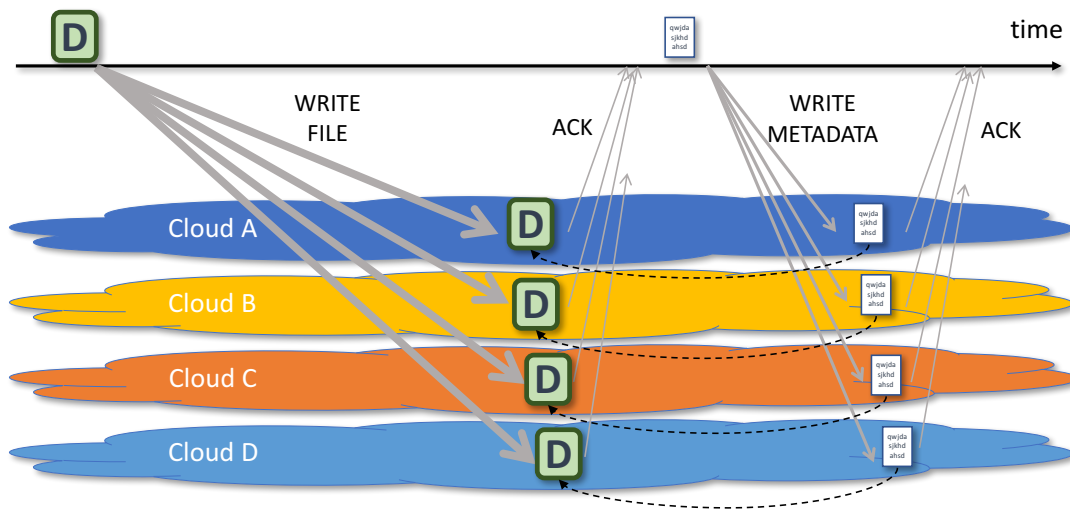 D
qwjda
sjkhd
ahsd
time
WRITE
FILE
ACK
WRITE
METADATA
ACK
Cloud A
D
qwjda
sjkhd
ahsd
Cloud B
D
qwjda
sjkhd
ahsd
Cloud C
D
qwjda
sjkhd
ahsd
Cloud D
D
qwjda
sjkhd
ahsd